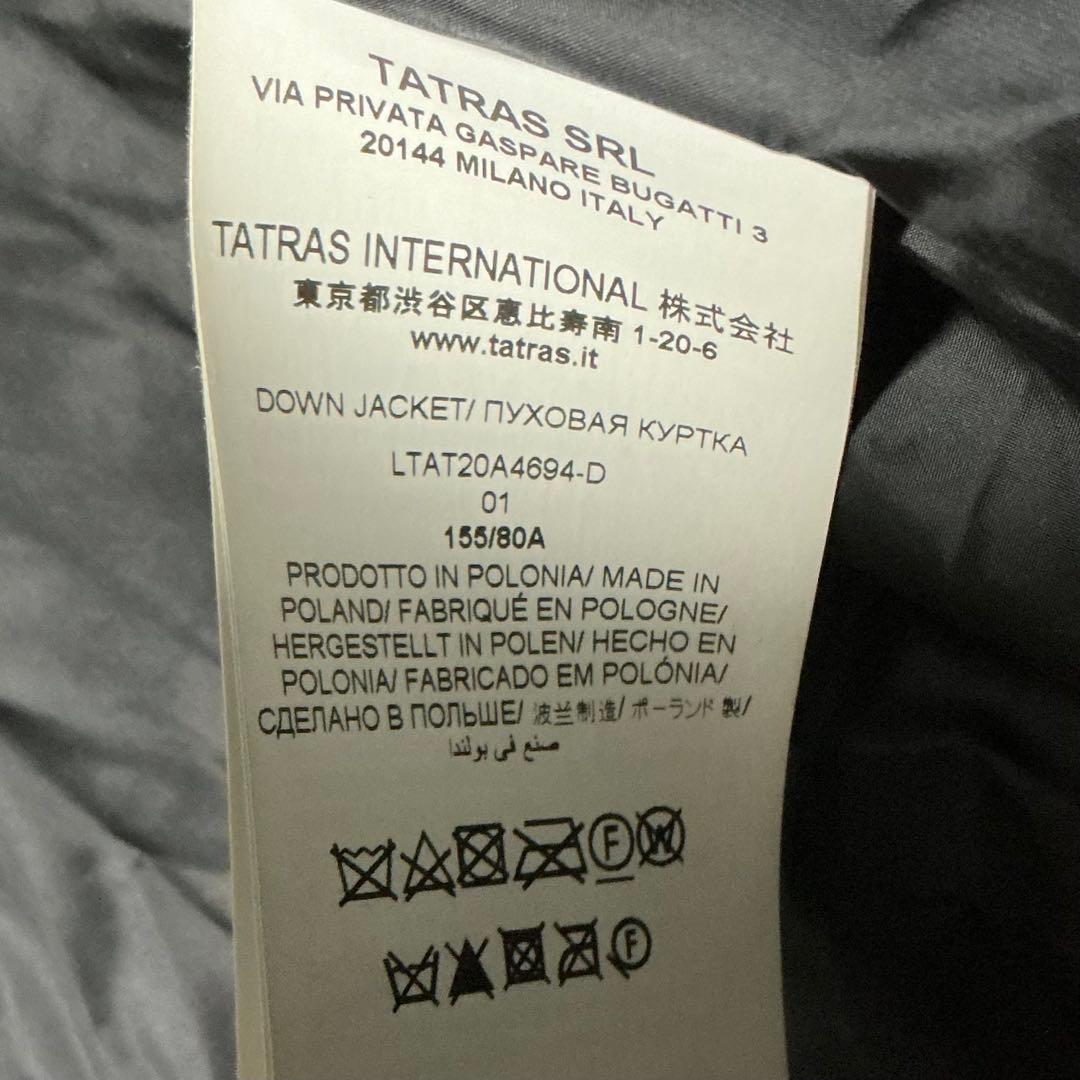 TATRAS SRL
VIA PRIVATA GASPARE BUGATTI 3
20144 MILANO ITALY
TATRAS INTERNATIONAL 株式会社
東京都渋谷区恵比寿南 1-20-6
www.tatras.it
DOWN JACKET/ ПУХОВАЯ КУРТКА
LTAT20A4694-D
01
155/80A
PRODOTTO IN POLONIA/ MADE IN
POLAND/ FABRIQUÉ EN POLOGNE/
HERGESTELLT IN POLEN/ HECHO EN
POLONIA/ FABRICADO EM POLÓNIA/
СДЕЛАНО В ПОЛЬШЕ/ 波兰制造/ ポーランド 製/
صنع في بولندا
F W
F